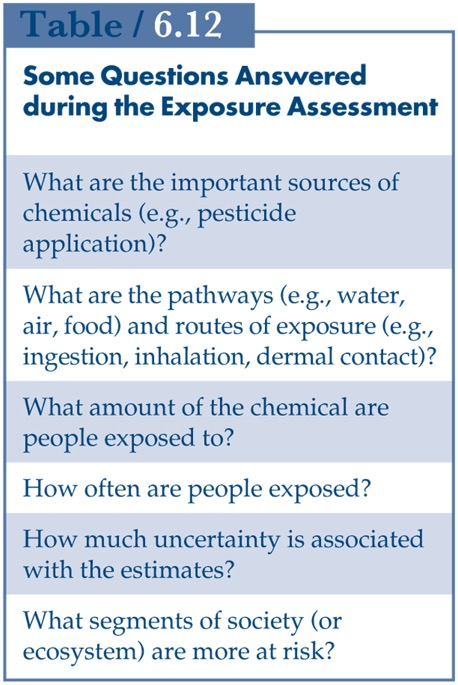 Table / 6.12
Some Questions Answered
during the Exposure Assessment
What are the important sources of
chemicals (e.g., pesticide
application)?
What are the pathways (e.g., water,
air, food) and routes of exposure (e.g.,
ingestion, inhalation, dermal contact)?
What amount of the chemical are
people exposed to?
How often are people exposed?
How much uncertainty is associated
with the estimates?
What segments of society (or
ecosystem) are more at risk?